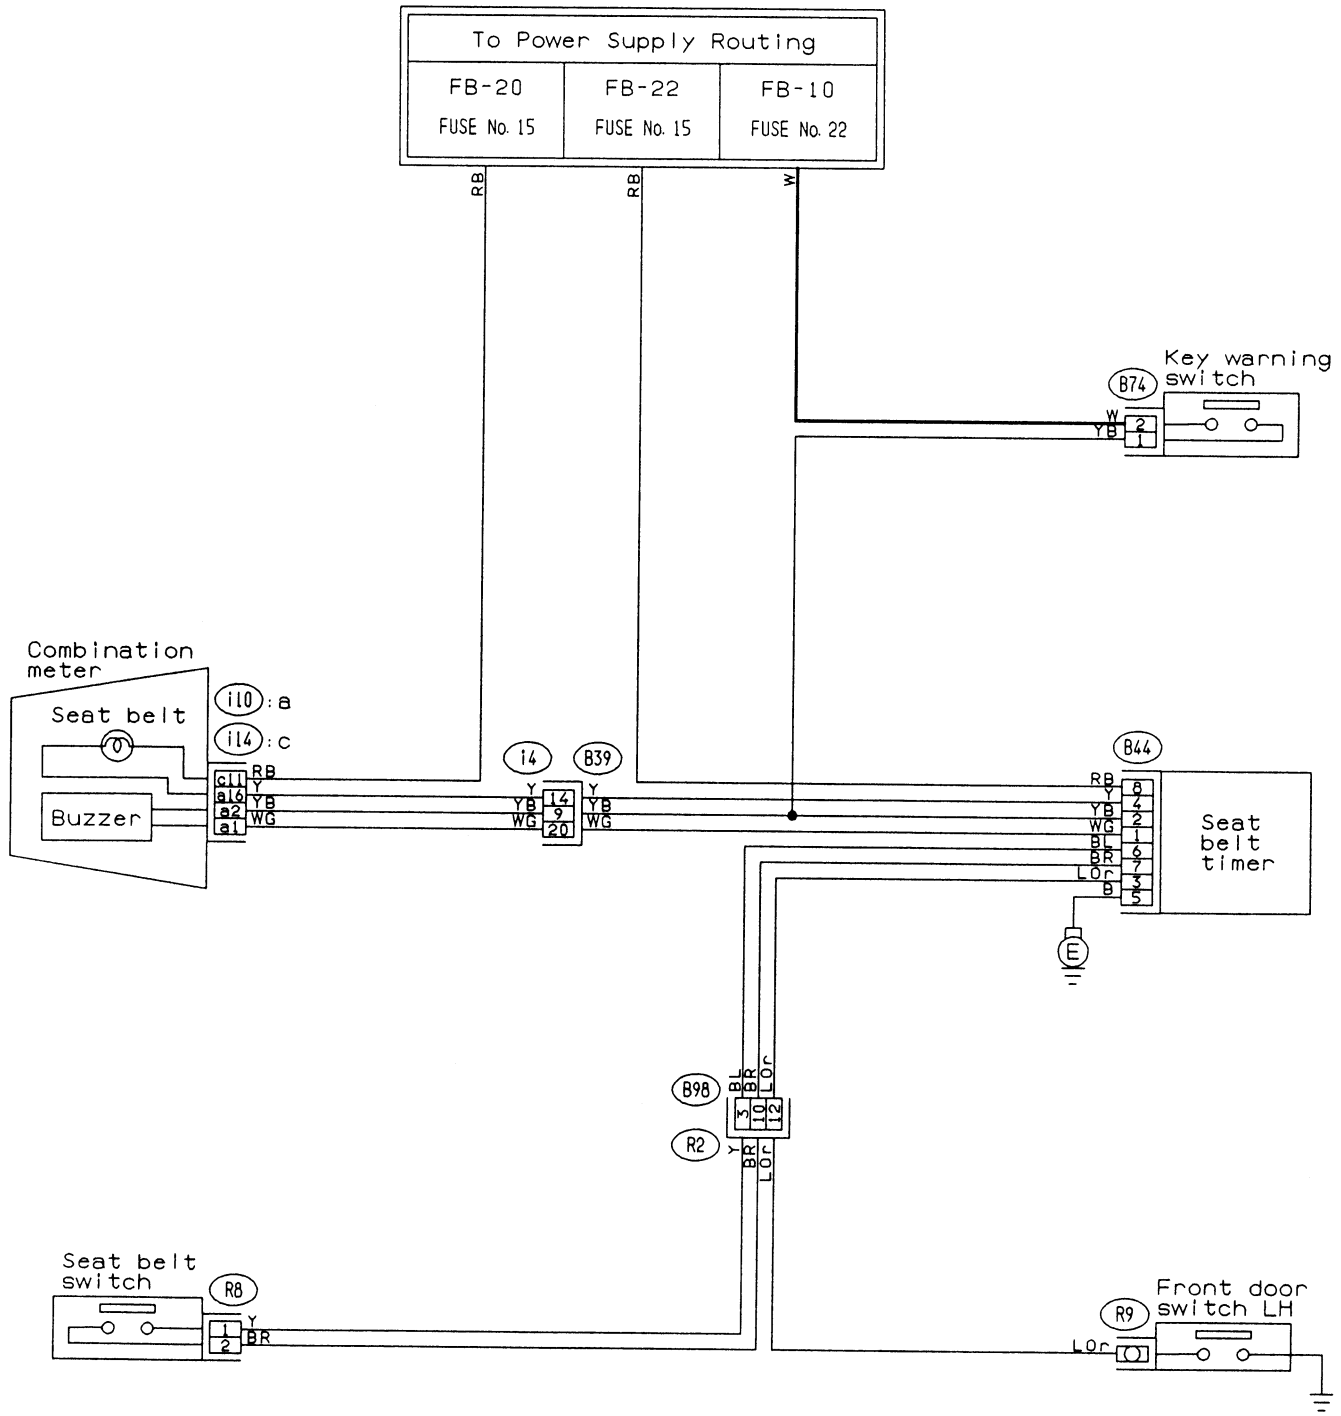 To Power Supply Routing
FB-20
FUSE No. 15
FB-22
FUSE No. 15
FB-10
FUSE No. 22
RB
RB
W
Key warning
switch
B74
W
2
YB
1
Combination
meter
Seat belt
Buzzer
i10 : a
i14 : c
c11
RB
a16
Y
a2
YB
a1
WG
i4
B39
Y
14
Y
YB
9
YB
WG
20
WG
B44
RB
8
Y
4
YB
2
WG
1
BL
6
BR
7
LOr
3
B
5
Seat
belt
timer
E
BL
BR
LOr
B98
3
10
12
R2
Y
BR
LOr
Seat belt
switch
R8
1
Y
2
BR
Front door
switch LH
R9
LOr